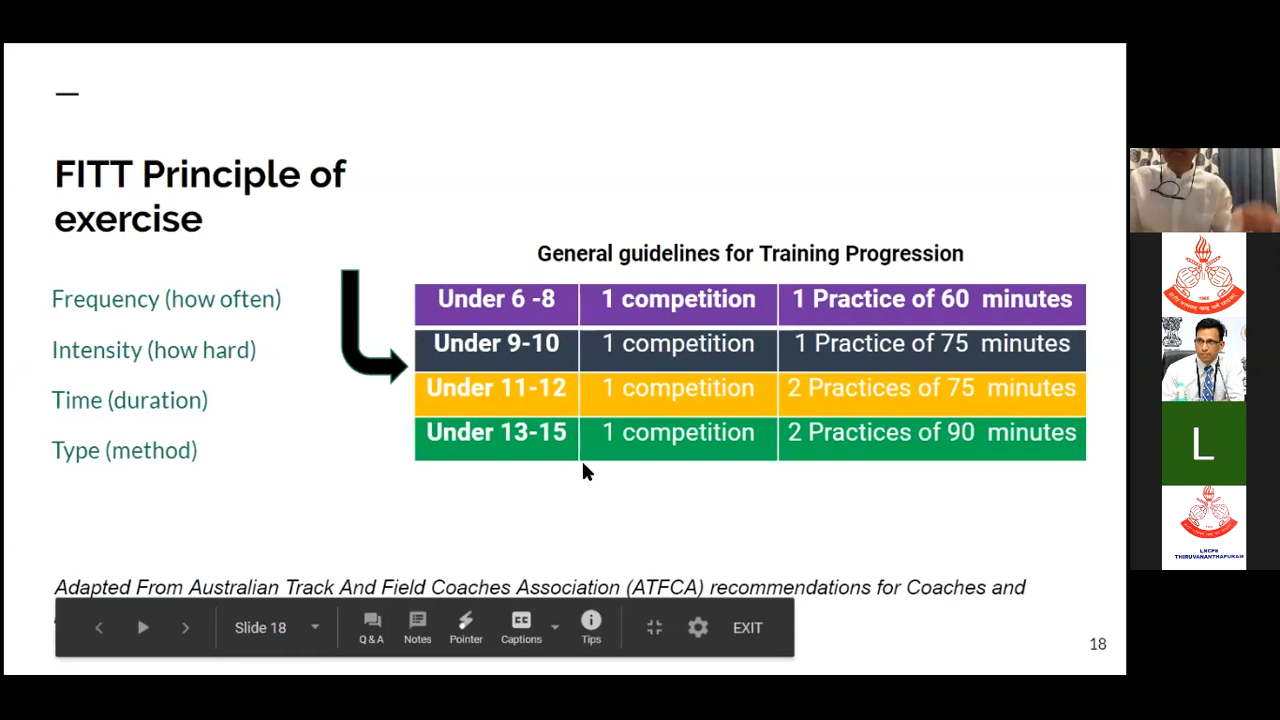 FITT Principle of
exercise
General guidelines for Training Progression
Frequency (how often)
Intensity (how hard)
Time (duration)
Type (method)
Under 6 -8 1 competition 1 Practice of 60 minutes
Under 9-10 1 competition 1 Practice of 75 minutes
Under 11-12 1 competition 2 Practices of 75 minutes
Under 13-15 1 competition 2 Practices of 90 minutes
Adapted From Australian Track And Field Coaches Association (ATFCA) recommendations for Coaches and
Slide 18
Q & A
Notes
Pointer
CC
Captions
Tips
EXIT
18
L
LNCPE
THIRUVANANTHAPURAM